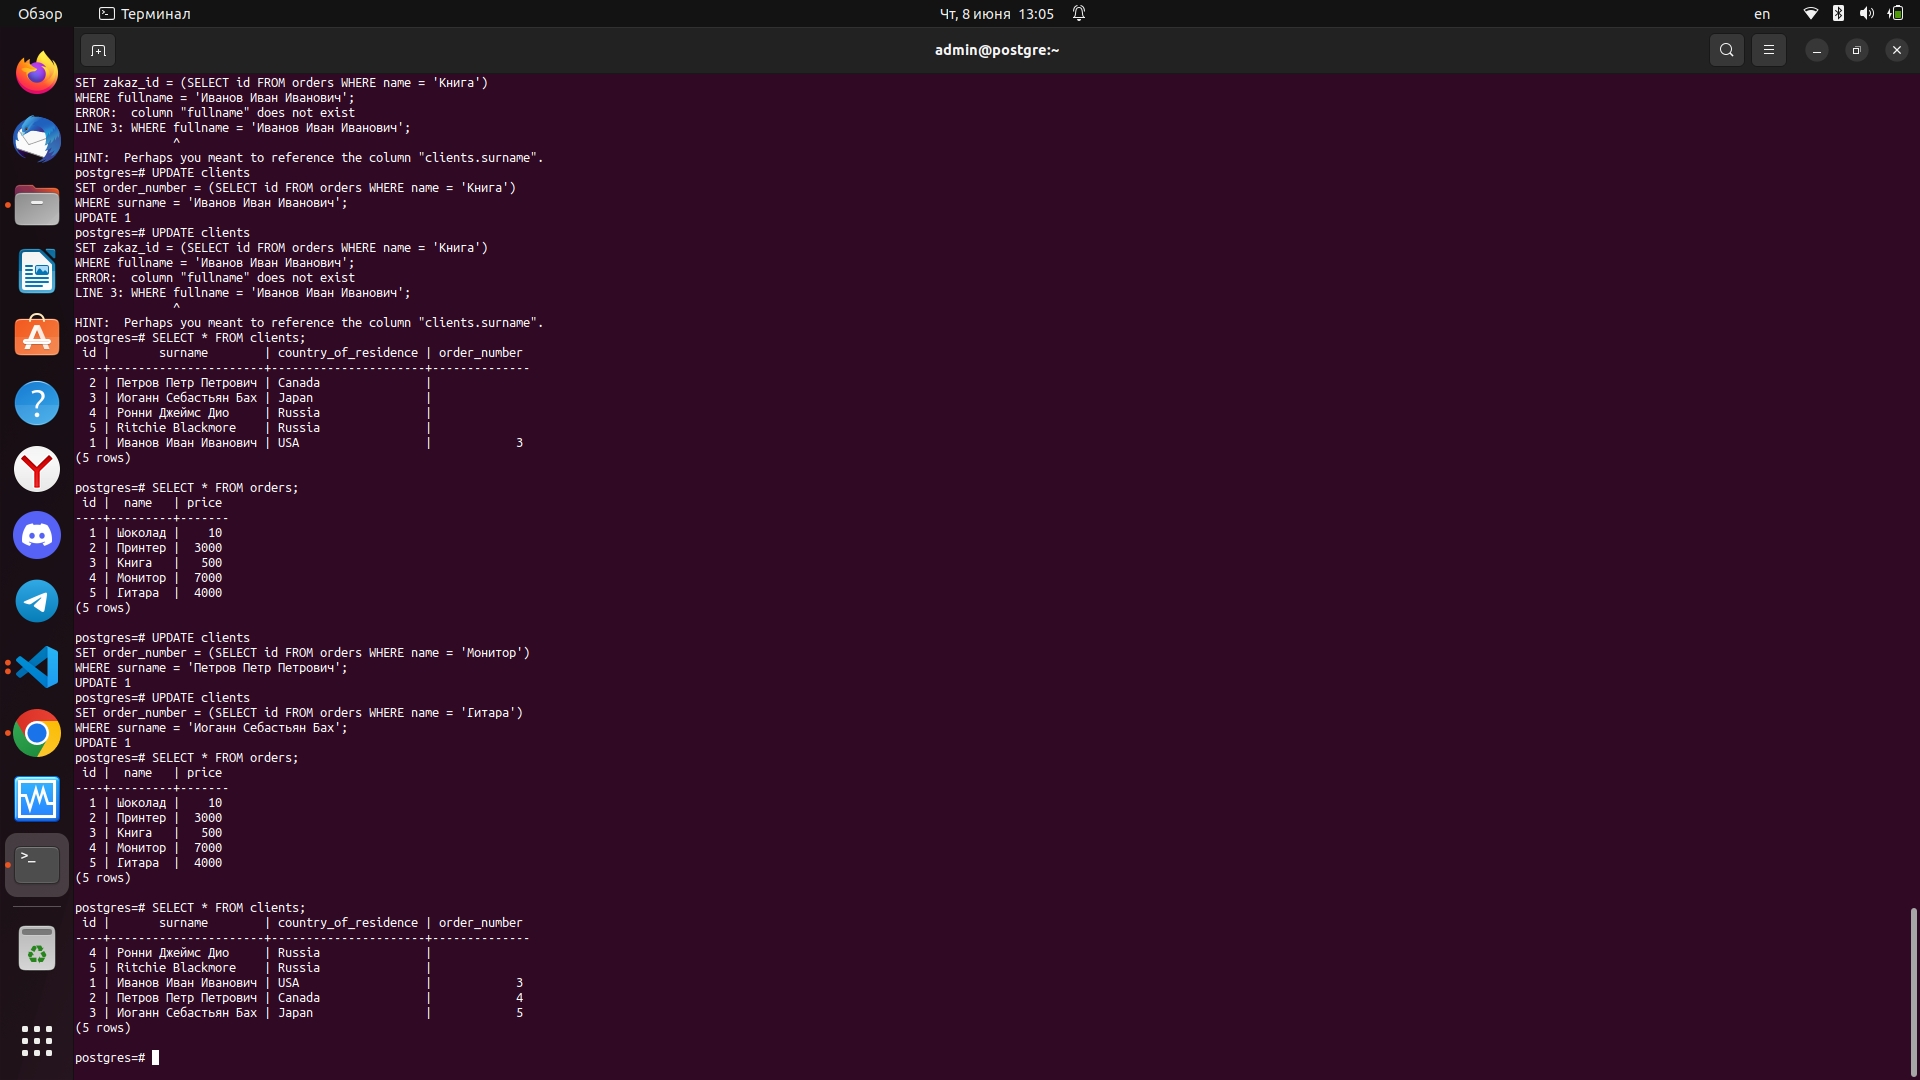 Обзор
Терминал
Чт, 8 июня 13:05
en
admin@postgre:~
SET zakaz_id = (SELECT id FROM orders WHERE name = 'Книга')
WHERE fullname = 'Иванов Иван Иванович';
ERROR:  column "fullname" does not exist
LINE 3: WHERE fullname = 'Иванов Иван Иванович';
              ^
HINT:  Perhaps you meant to reference the column "clients.surname".
postgres=# UPDATE clients
SET order_number = (SELECT id FROM orders WHERE name = 'Книга')
WHERE surname = 'Иванов Иван Иванович';
UPDATE 1
postgres=# UPDATE clients
SET zakaz_id = (SELECT id FROM orders WHERE name = 'Книга')
WHERE fullname = 'Иванов Иван Иванович';
ERROR:  column "fullname" does not exist
LINE 3: WHERE fullname = 'Иванов Иван Иванович';
              ^
HINT:  Perhaps you meant to reference the column "clients.surname".
postgres=# SELECT * FROM clients;
 id |       surname        | country_of_residence | order_number
----+----------------------+----------------------+--------------
  2 | Петров Петр Петрович | Canada               |
  3 | Иоганн Себастьян Бах | Japan                |
  4 | Ронни Джеймс Дио     | Russia               |
  5 | Ritchie Blackmore    | Russia               |
  1 | Иванов Иван Иванович | USA                  |            3
(5 rows)
postgres=# SELECT * FROM orders;
 id |  name   | price
----+---------+-------
  1 | Шоколад |    10
  2 | Принтер |  3000
  3 | Книга   |   500
  4 | Монитор |  7000
  5 | Гитара  |  4000
(5 rows)
postgres=# UPDATE clients
SET order_number = (SELECT id FROM orders WHERE name = 'Монитор')
WHERE surname = 'Петров Петр Петрович';
UPDATE 1
postgres=# UPDATE clients
SET order_number = (SELECT id FROM orders WHERE name = 'Гитара')
WHERE surname = 'Иоганн Себастьян Бах';
UPDATE 1
postgres=# SELECT * FROM orders;
 id |  name   | price
----+---------+-------
  1 | Шоколад |    10
  2 | Принтер |  3000
  3 | Книга   |   500
  4 | Монитор |  7000
  5 | Гитара  |  4000
(5 rows)
postgres=# SELECT * FROM clients;
 id |       surname        | country_of_residence | order_number
----+----------------------+----------------------+--------------
  4 | Ронни Джеймс Дио     | Russia               |
  5 | Ritchie Blackmore    | Russia               |
  1 | Иванов Иван Иванович | USA                  |            3
  2 | Петров Петр Петрович | Canada               |            4
  3 | Иоганн Себастьян Бах | Japan                |            5
(5 rows)
postgres=#